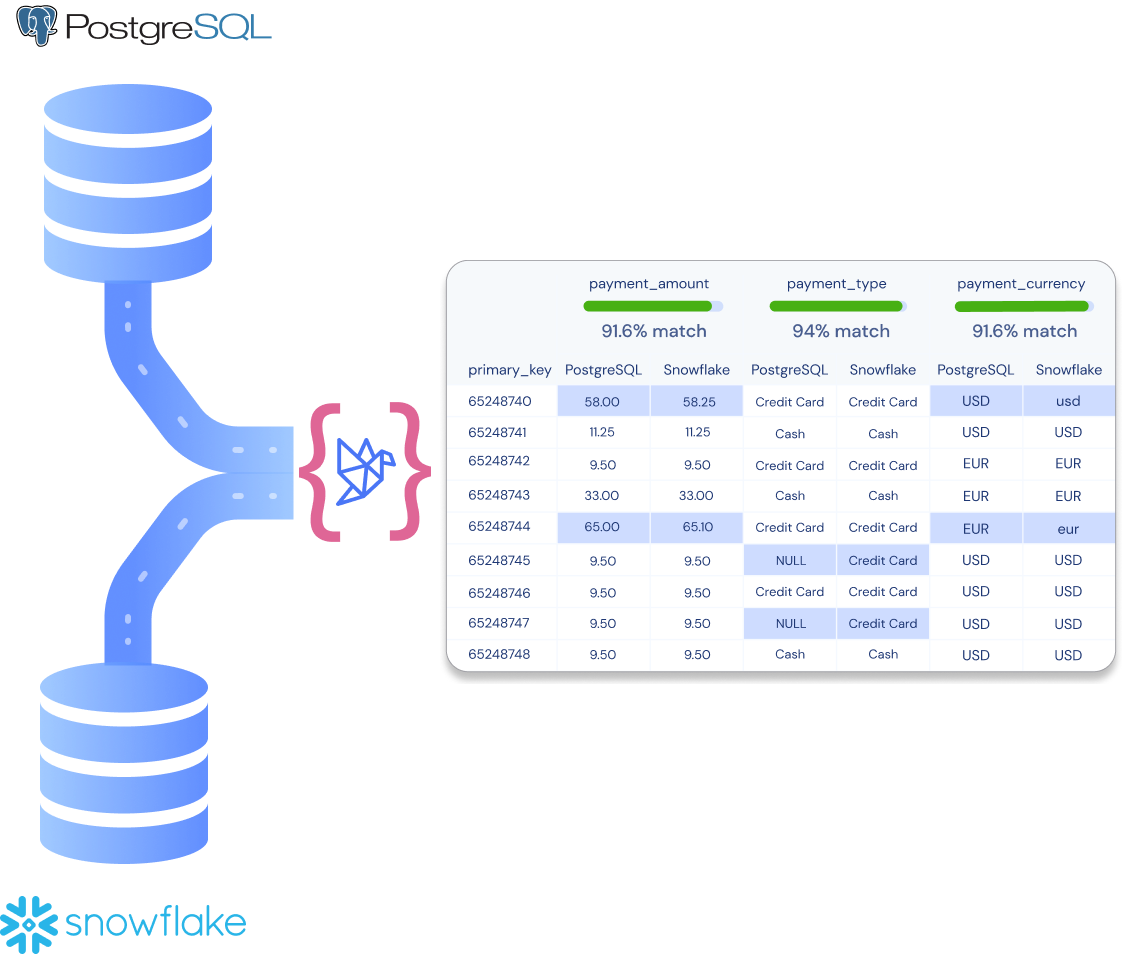 PostgreSQL
payment_amount payment_type payment_currency
91.6% match 94% match 91.6% match
primary_key PostgreSQL Snowflake PostgreSQL Snowflake PostgreSQL Snowflake
65248740 58.00 58.25 Credit Card Credit Card USD usd
65248741 11.25 11.25 Cash Cash USD USD
65248742 9.50 9.50 Credit Card Credit Card EUR EUR
65248743 33.00 33.00 Cash Cash EUR EUR
65248744 65.00 65.10 Credit Card Credit Card EUR eur
65248745 9.50 9.50 NULL Credit Card USD USD
65248746 9.50 9.50 Credit Card Credit Card USD USD
65248747 9.50 9.50 NULL Credit Card USD USD
65248748 9.50 9.50 Cash Cash USD USD
snowflake